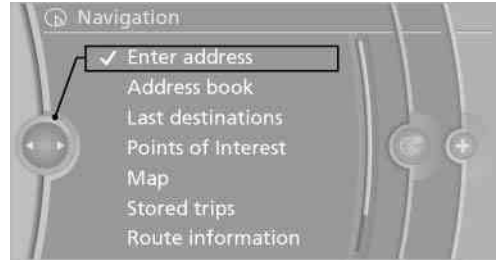 Navigation
Enter address
Address book
Last destinations
Points of Interest
Map
Stored trips
Route information